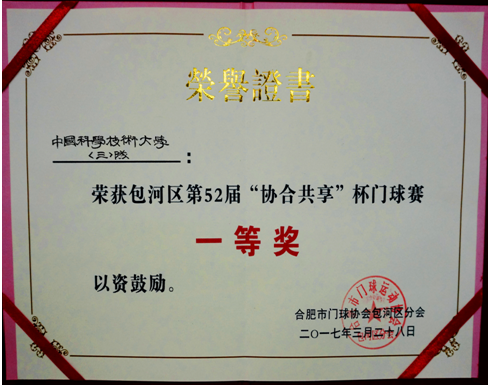 榮譽證書
中國科學技術大學
〈三〉隊
：
荣获包河区第52届“协合共享”杯门球赛
一等奖
以资鼓励。
合肥市门球协会包河区分会
二〇一七年三月二十八日